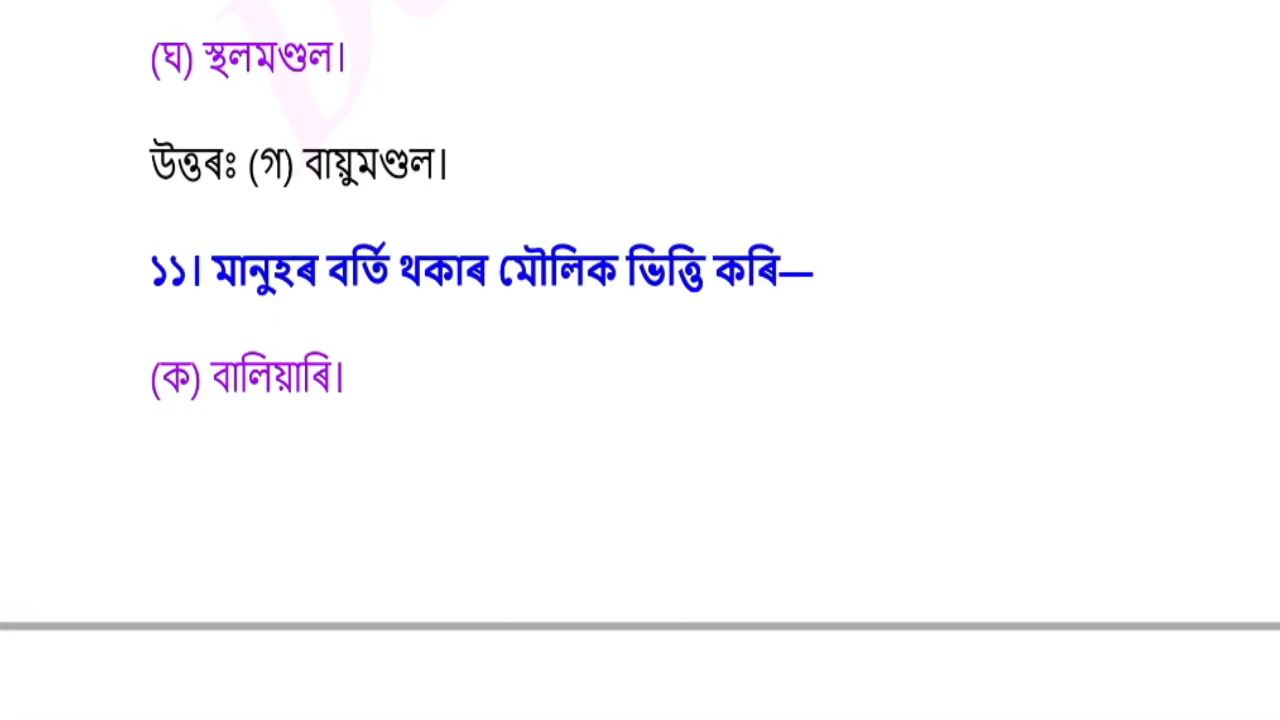 (ঘ) স্থলমণ্ডল।
উত্তৰঃ (গ) বায়ুমণ্ডল।
১১। মানুহৰ বৰ্তি থকাৰ মৌলিক ভিত্তি কৰি—
(ক) বালিয়াৰি।